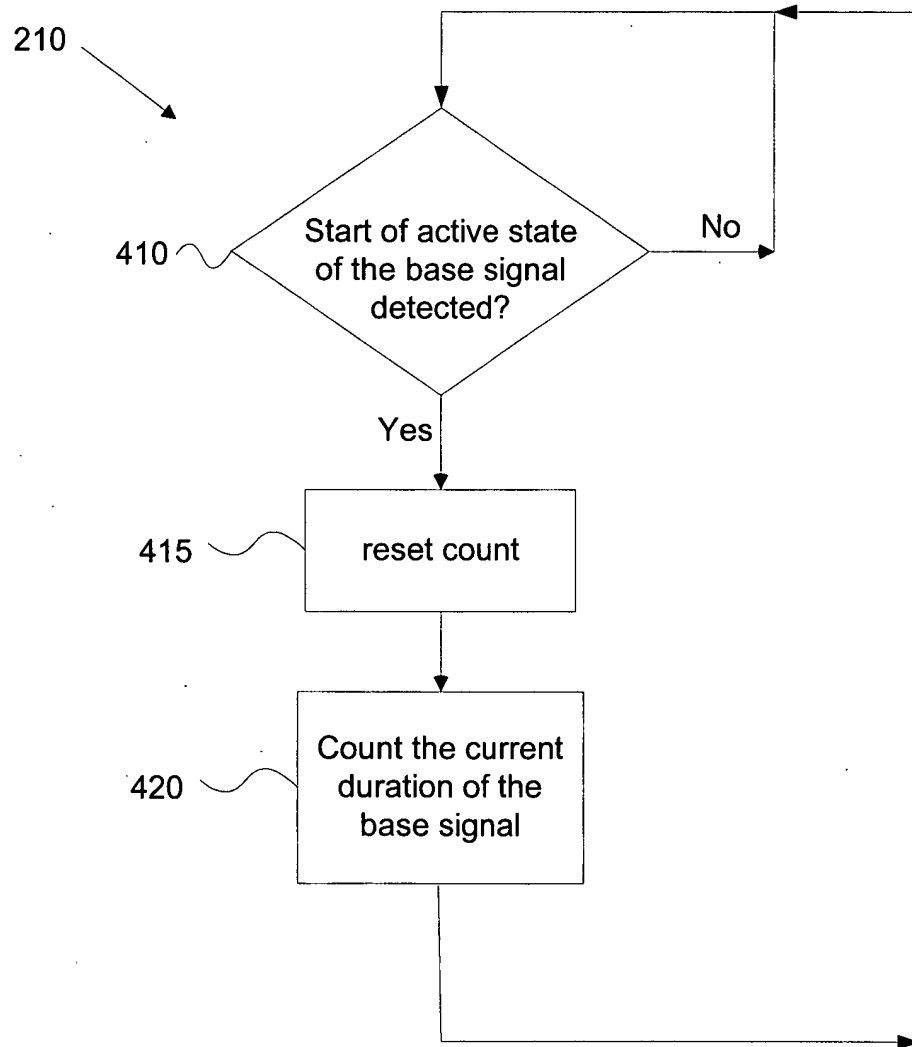 210
410
Start of active state
of the base signal
detected?
No
Yes
415
reset count
420
Count the current
duration of the
base signal